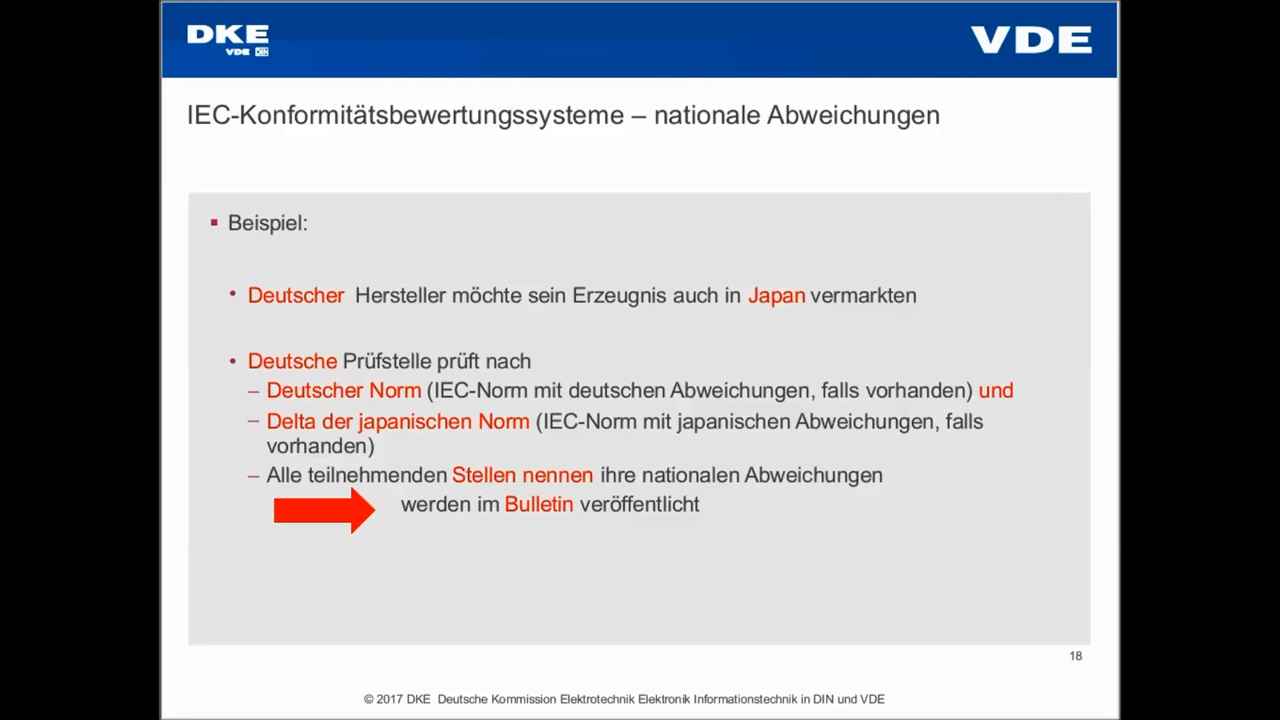 DKE
VDE DIN
VDE
IEC-Konformitätsbewertungssysteme – nationale Abweichungen
▪ Beispiel:
• Deutscher Hersteller möchte sein Erzeugnis auch in Japan vermarkten
• Deutsche Prüfstelle prüft nach
– Deutscher Norm (IEC-Norm mit deutschen Abweichungen, falls vorhanden) und
– Delta der japanischen Norm (IEC-Norm mit japanischen Abweichungen, falls
vorhanden)
– Alle teilnehmenden Stellen nennen ihre nationalen Abweichungen
werden im Bulletin veröffentlicht
18
© 2017 DKE Deutsche Kommission Elektrotechnik Elektronik Informationstechnik in DIN und VDE